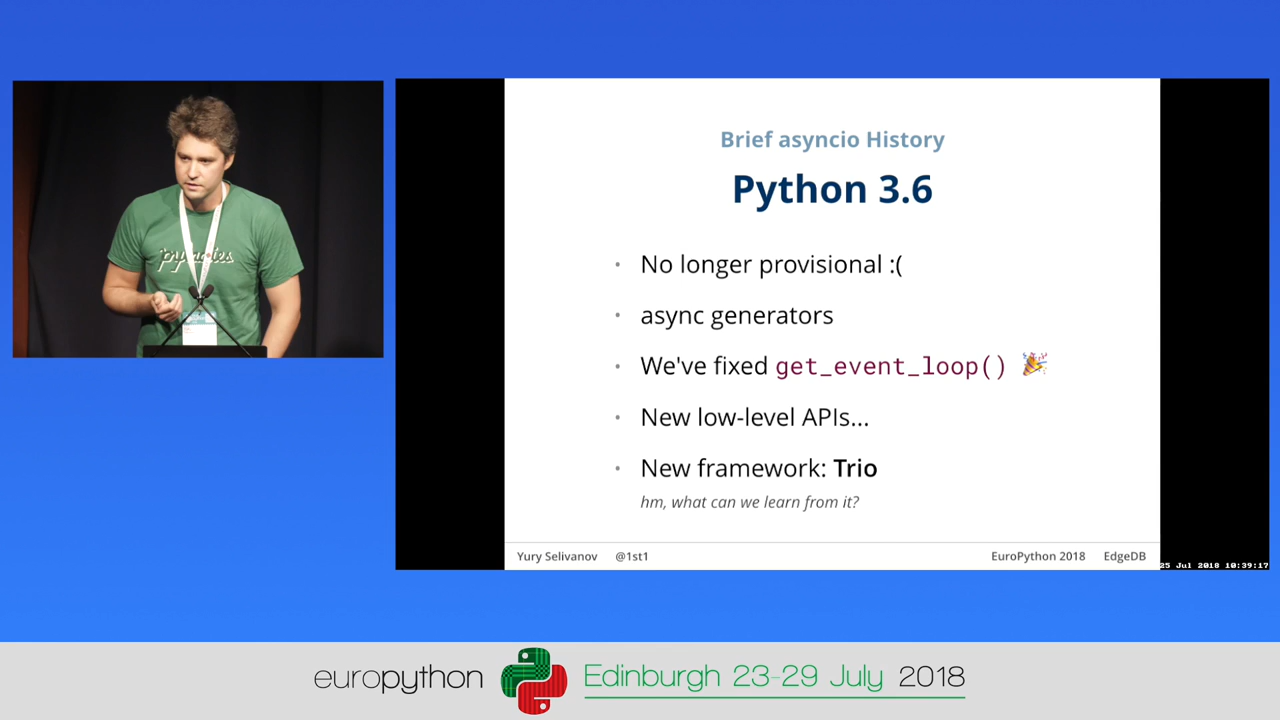 Brief asyncio History
Python 3.6
• No longer provisional :(
• async generators
• We've fixed get_event_loop() 🎉
• New low-level APIs...
• New framework: Trio
hm, what can we learn from it?
Yury Selivanov @1st1 EuroPython 2018 EdgeDB
25 Jul 2018 10:39:17
europython Edinburgh 23-29 July 2018